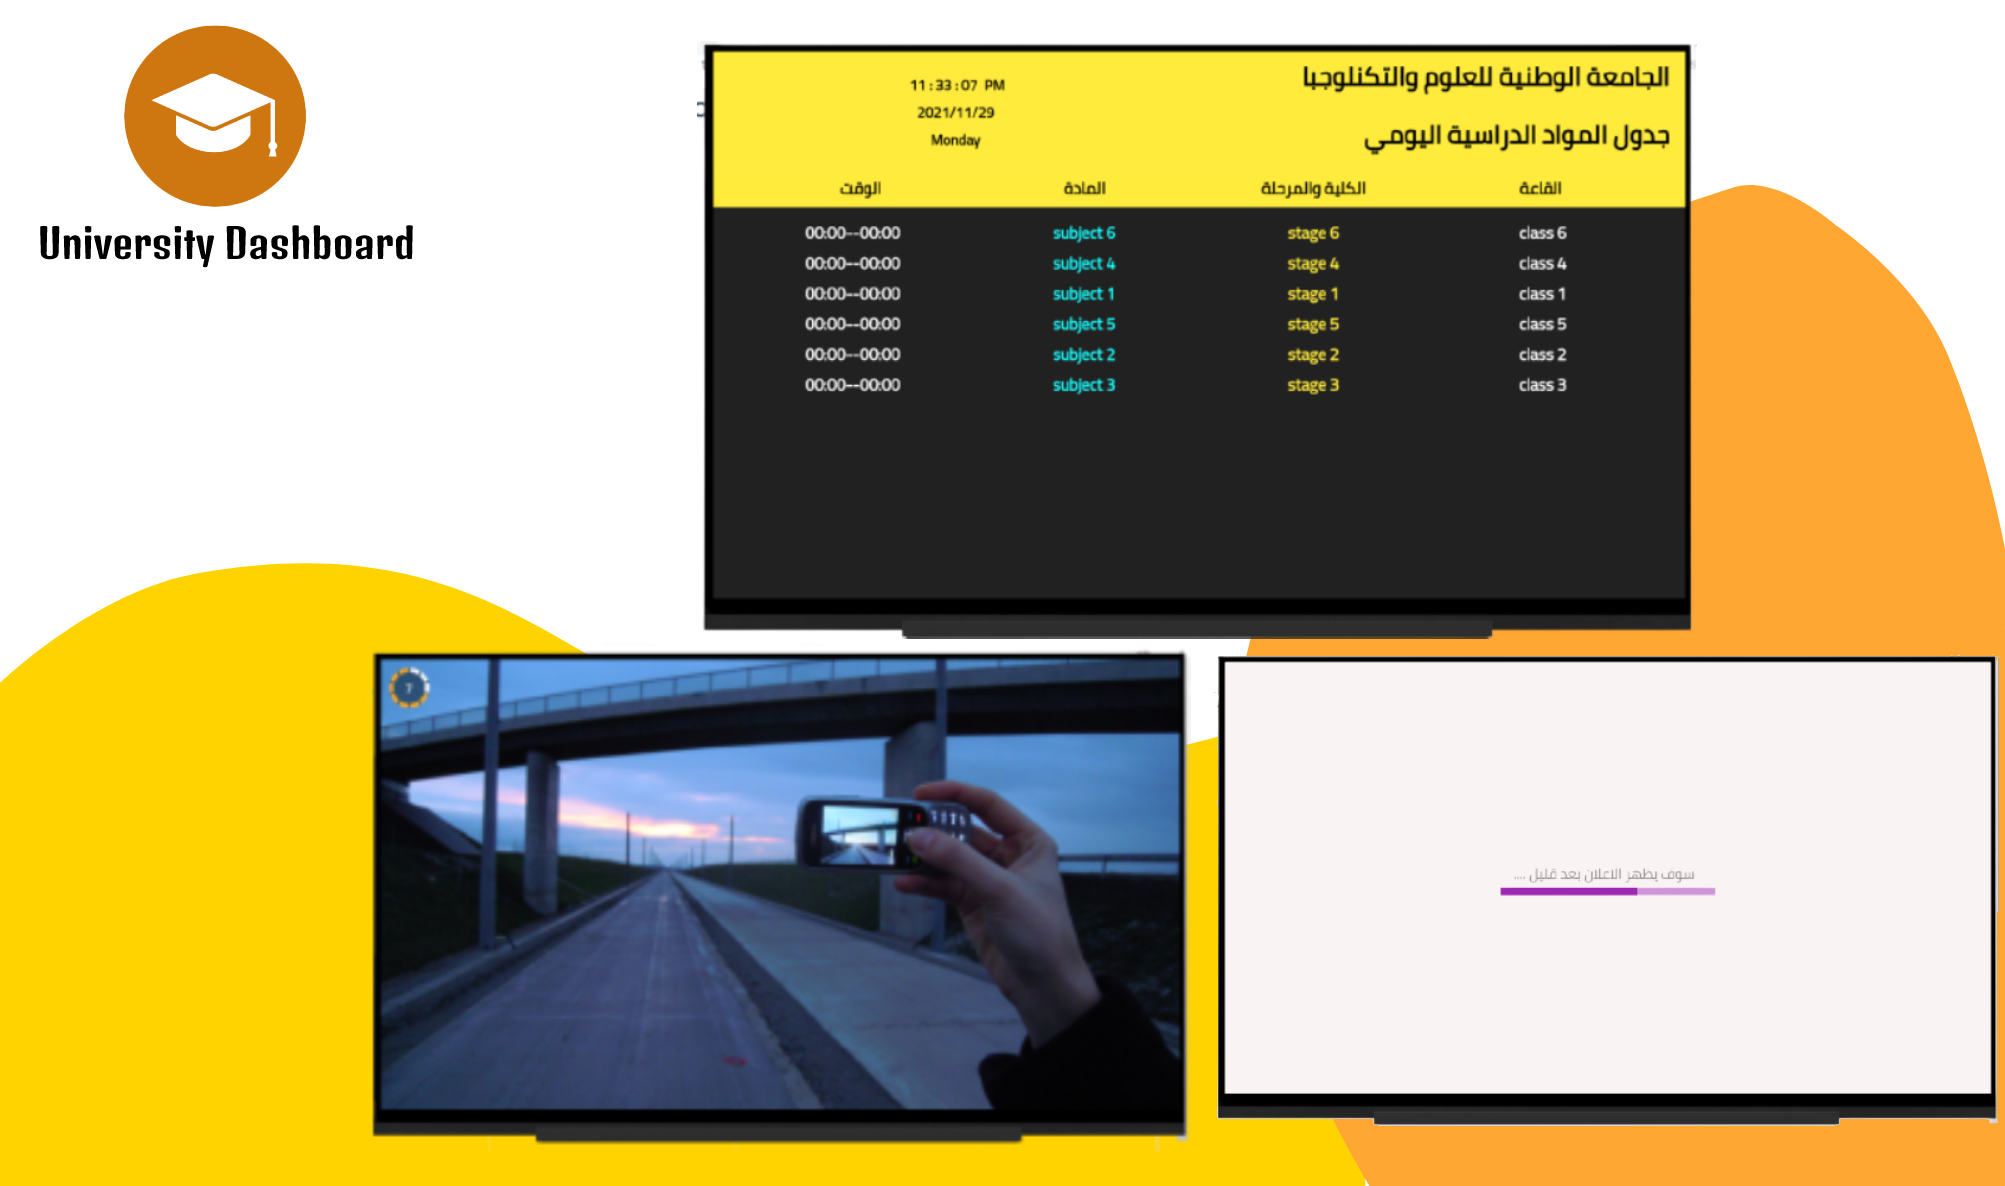 University Dashboard
الجامعة الوطنية للعلوم والتكنلوجيا
جدول المواد الدراسية اليومي
11 : 33 : 07 PM
2021/11/29
Monday
القاعة الكلية والمرحلة المادة الوقت
class 6 stage 6 subject 6 00:00--00:00
class 4 stage 4 subject 4 00:00--00:00
class 1 stage 1 subject 1 00:00--00:00
class 5 stage 5 subject 5 00:00--00:00
class 2 stage 2 subject 2 00:00--00:00
class 3 stage 3 subject 3 00:00--00:00
7
سوف يظهر الاعلان بعد قليل ....